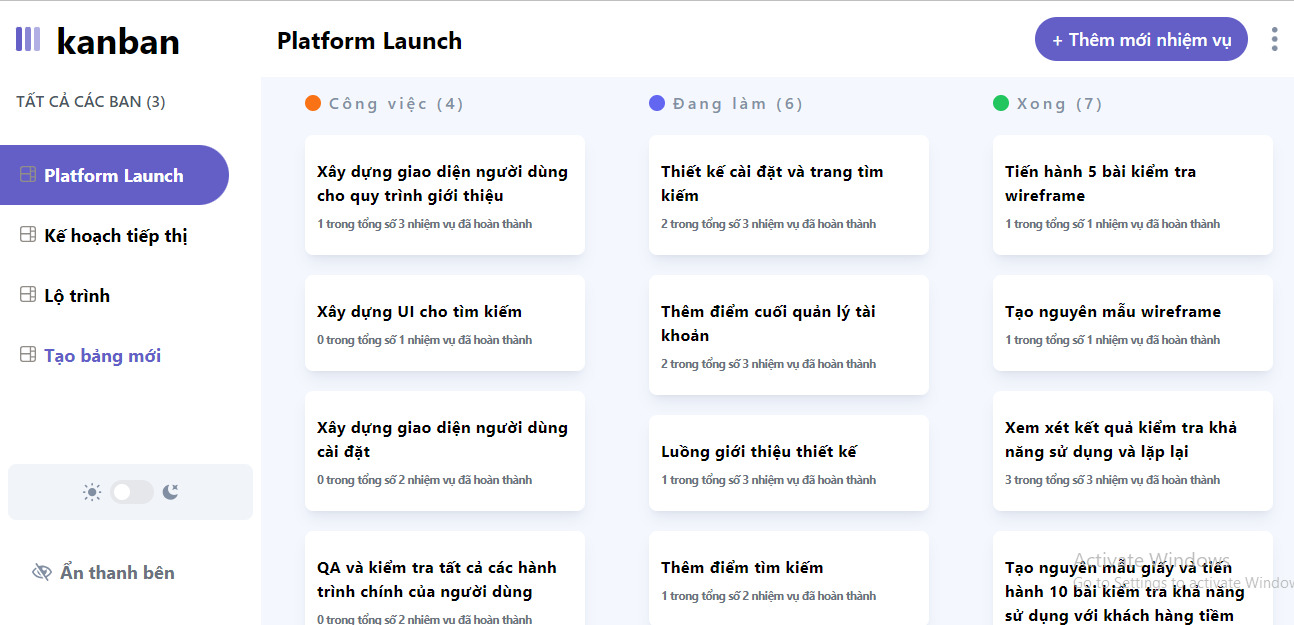 kanban
TẤT CẢ CÁC BAN (3)
Platform Launch
Kế hoạch tiếp thị
Lộ trình
Tạo bảng mới
Ẩn thanh bên
Platform Launch
+ Thêm mới nhiệm vụ
Công việc (4)
Xây dựng giao diện người dùng
cho quy trình giới thiệu
1 trong tổng số 3 nhiệm vụ đã hoàn thành
Xây dựng UI cho tìm kiếm
0 trong tổng số 1 nhiệm vụ đã hoàn thành
Xây dựng giao diện người dùng
cài đặt
0 trong tổng số 2 nhiệm vụ đã hoàn thành
QA và kiểm tra tất cả các hành
trình chính của người dùng
0 trong tổng số 2 nhiệm vụ đã hoàn thành
Đang làm (6)
Thiết kế cài đặt và trang tìm
kiếm
2 trong tổng số 3 nhiệm vụ đã hoàn thành
Thêm điểm cuối quản lý tài
khoản
2 trong tổng số 3 nhiệm vụ đã hoàn thành
Luồng giới thiệu thiết kế
1 trong tổng số 3 nhiệm vụ đã hoàn thành
Thêm điểm tìm kiếm
1 trong tổng số 2 nhiệm vụ đã hoàn thành
Xong (7)
Tiến hành 5 bài kiểm tra
wireframe
1 trong tổng số 1 nhiệm vụ đã hoàn thành
Tạo nguyên mẫu wireframe
1 trong tổng số 1 nhiệm vụ đã hoàn thành
Xem xét kết quả kiểm tra khả
năng sử dụng và lặp lại
3 trong tổng số 3 nhiệm vụ đã hoàn thành
Tạo nguyên mẫu giấy và tiến
hành 10 bài kiểm tra khả năng
sử dụng với khách hàng tiềm
Activate Windows
Go to Settings to activate Window